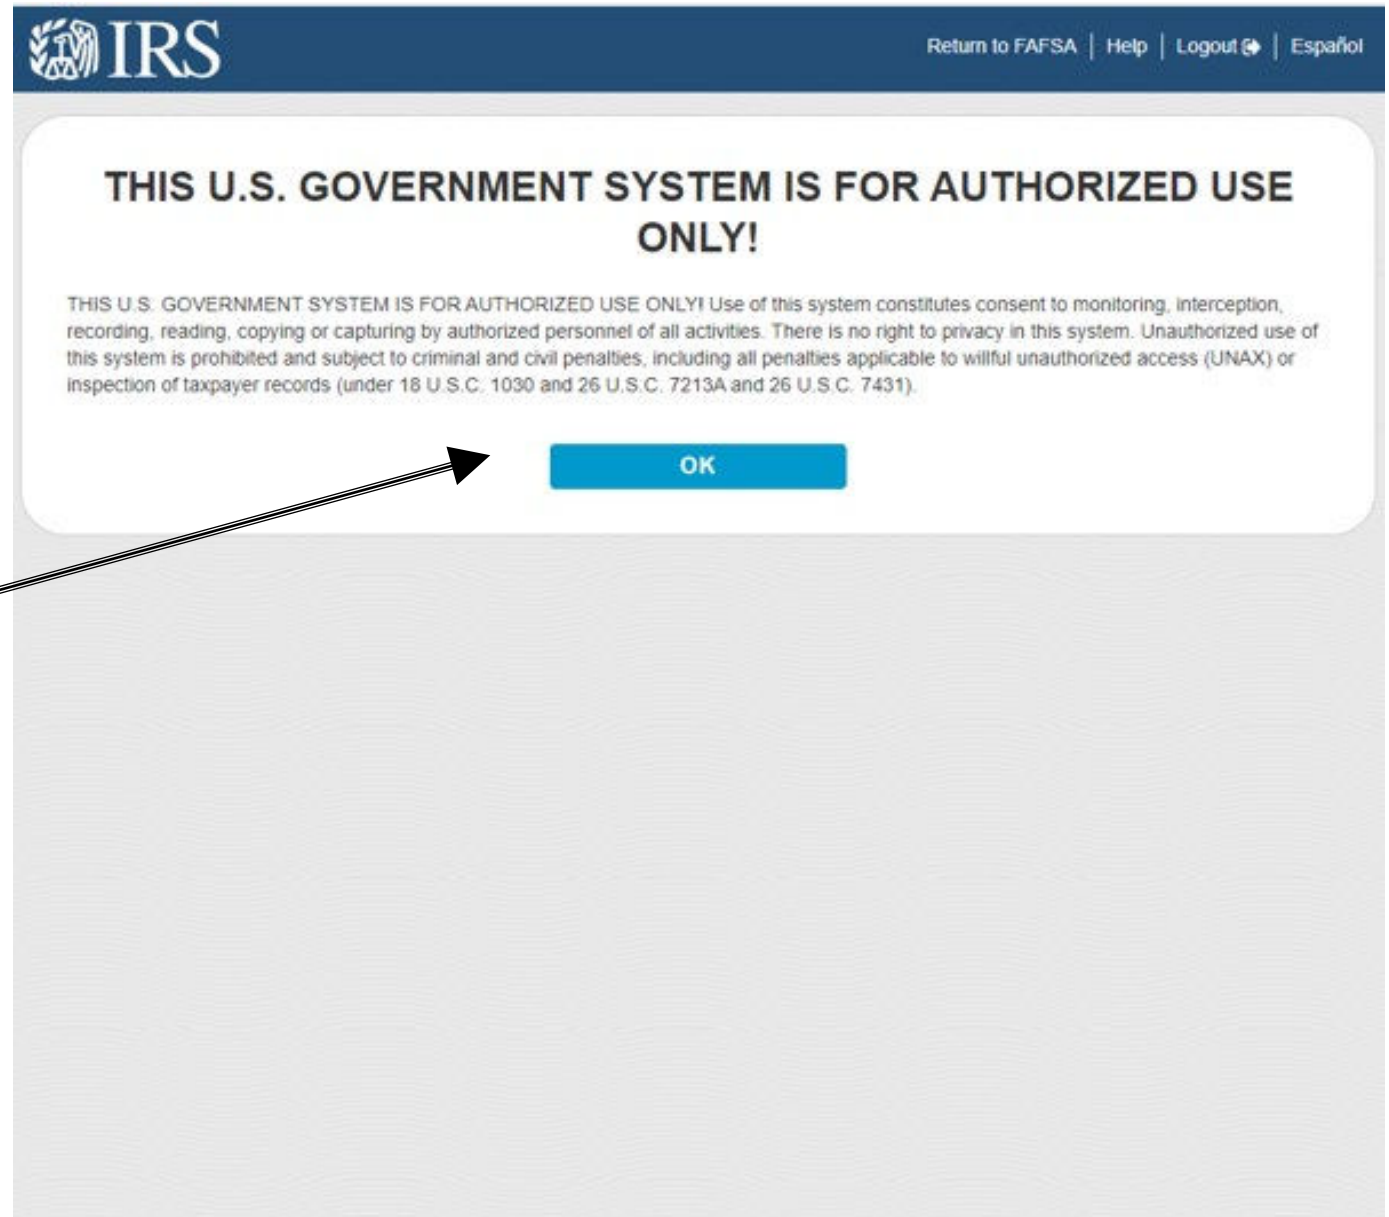 IRS
Return to FAFSA | Help | Logout | Español
THIS U.S. GOVERNMENT SYSTEM IS FOR AUTHORIZED USE
ONLY!
THIS U.S. GOVERNMENT SYSTEM IS FOR AUTHORIZED USE ONLY! Use of this system constitutes consent to monitoring, interception,
recording, reading, copying or capturing by authorized personnel of all activities. There is no right to privacy in this system. Unauthorized use of
this system is prohibited and subject to criminal and civil penalties, including all penalties applicable to willful unauthorized access (UNAX) or
inspection of taxpayer records (under 18 U.S.C. 1030 and 26 U.S.C. 7213A and 26 U.S.C. 7431).
OK